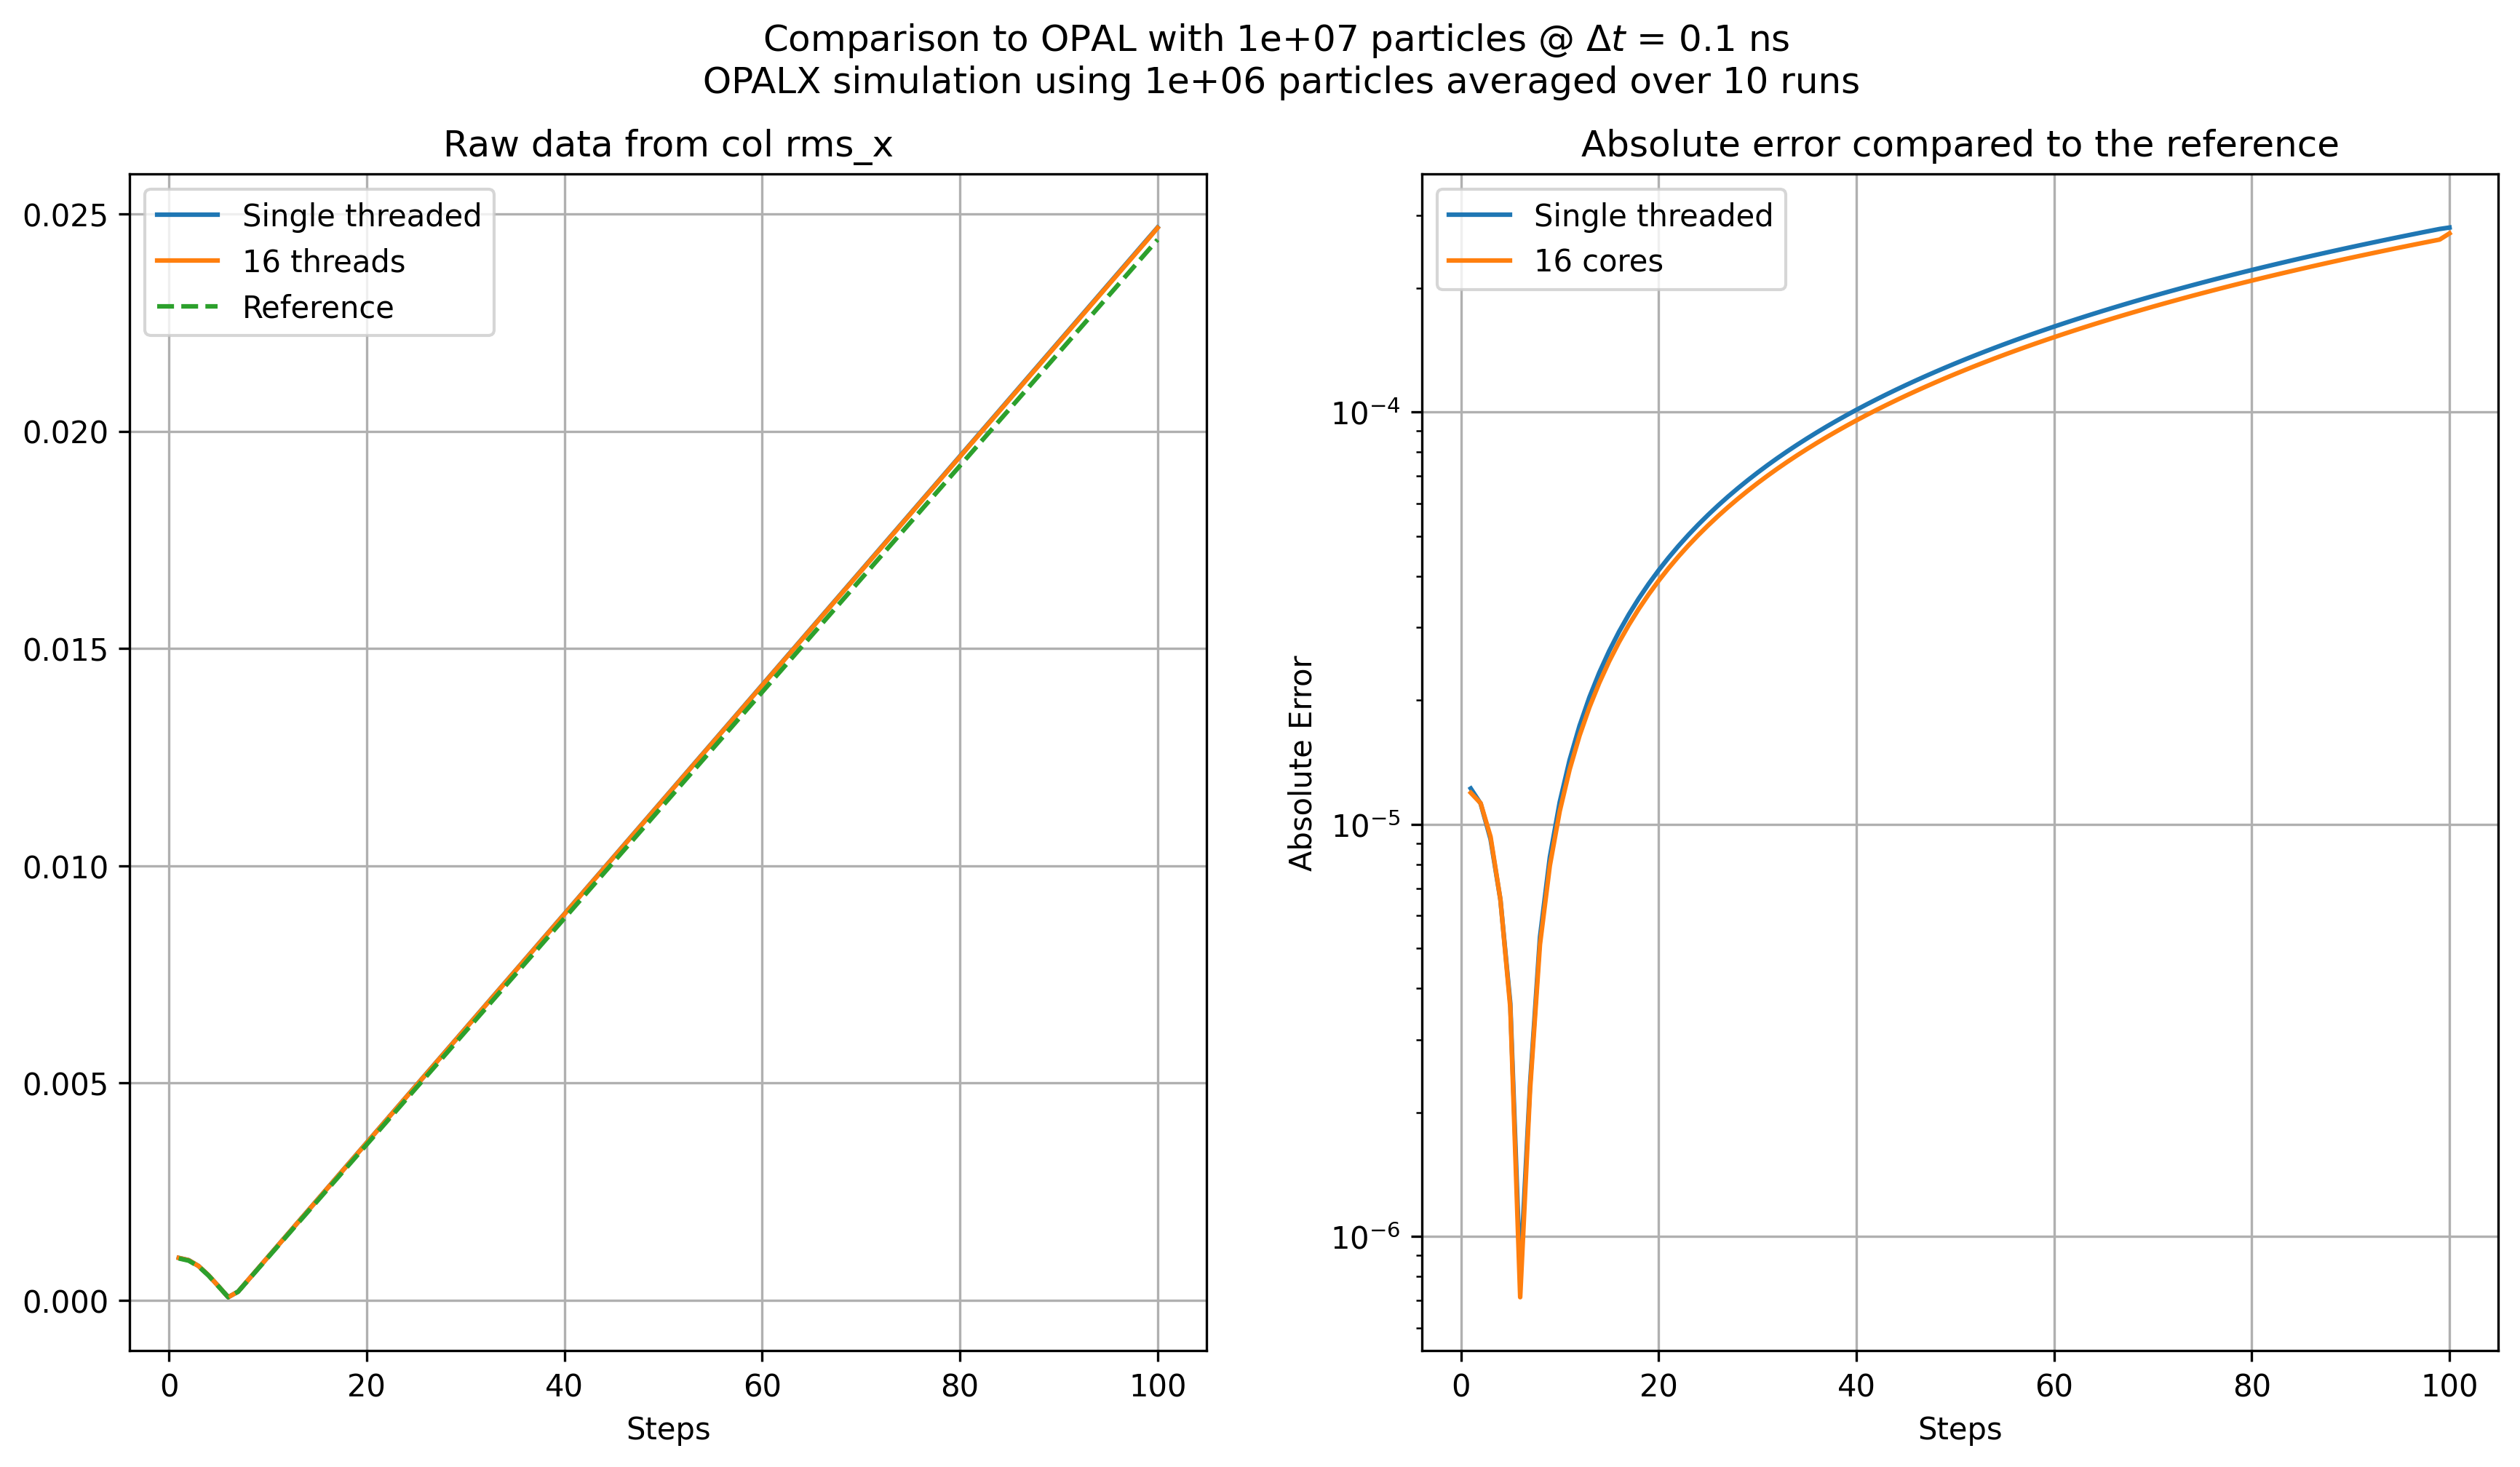 Comparison to OPAL with 1e+07 particles @ Δt = 0.1 ns
OPALX simulation using 1e+06 particles averaged over 10 runs
Raw data from col rms_x
Single threaded
16 threads
Reference
0.025
0.020
0.015
0.010
0.005
0.000
0 20 40 60 80 100
Steps
Absolute error compared to the reference
Single threaded
16 cores
Absolute Error
10⁻⁴
10⁻⁵
10⁻⁶
0 20 40 60 80 100
Steps